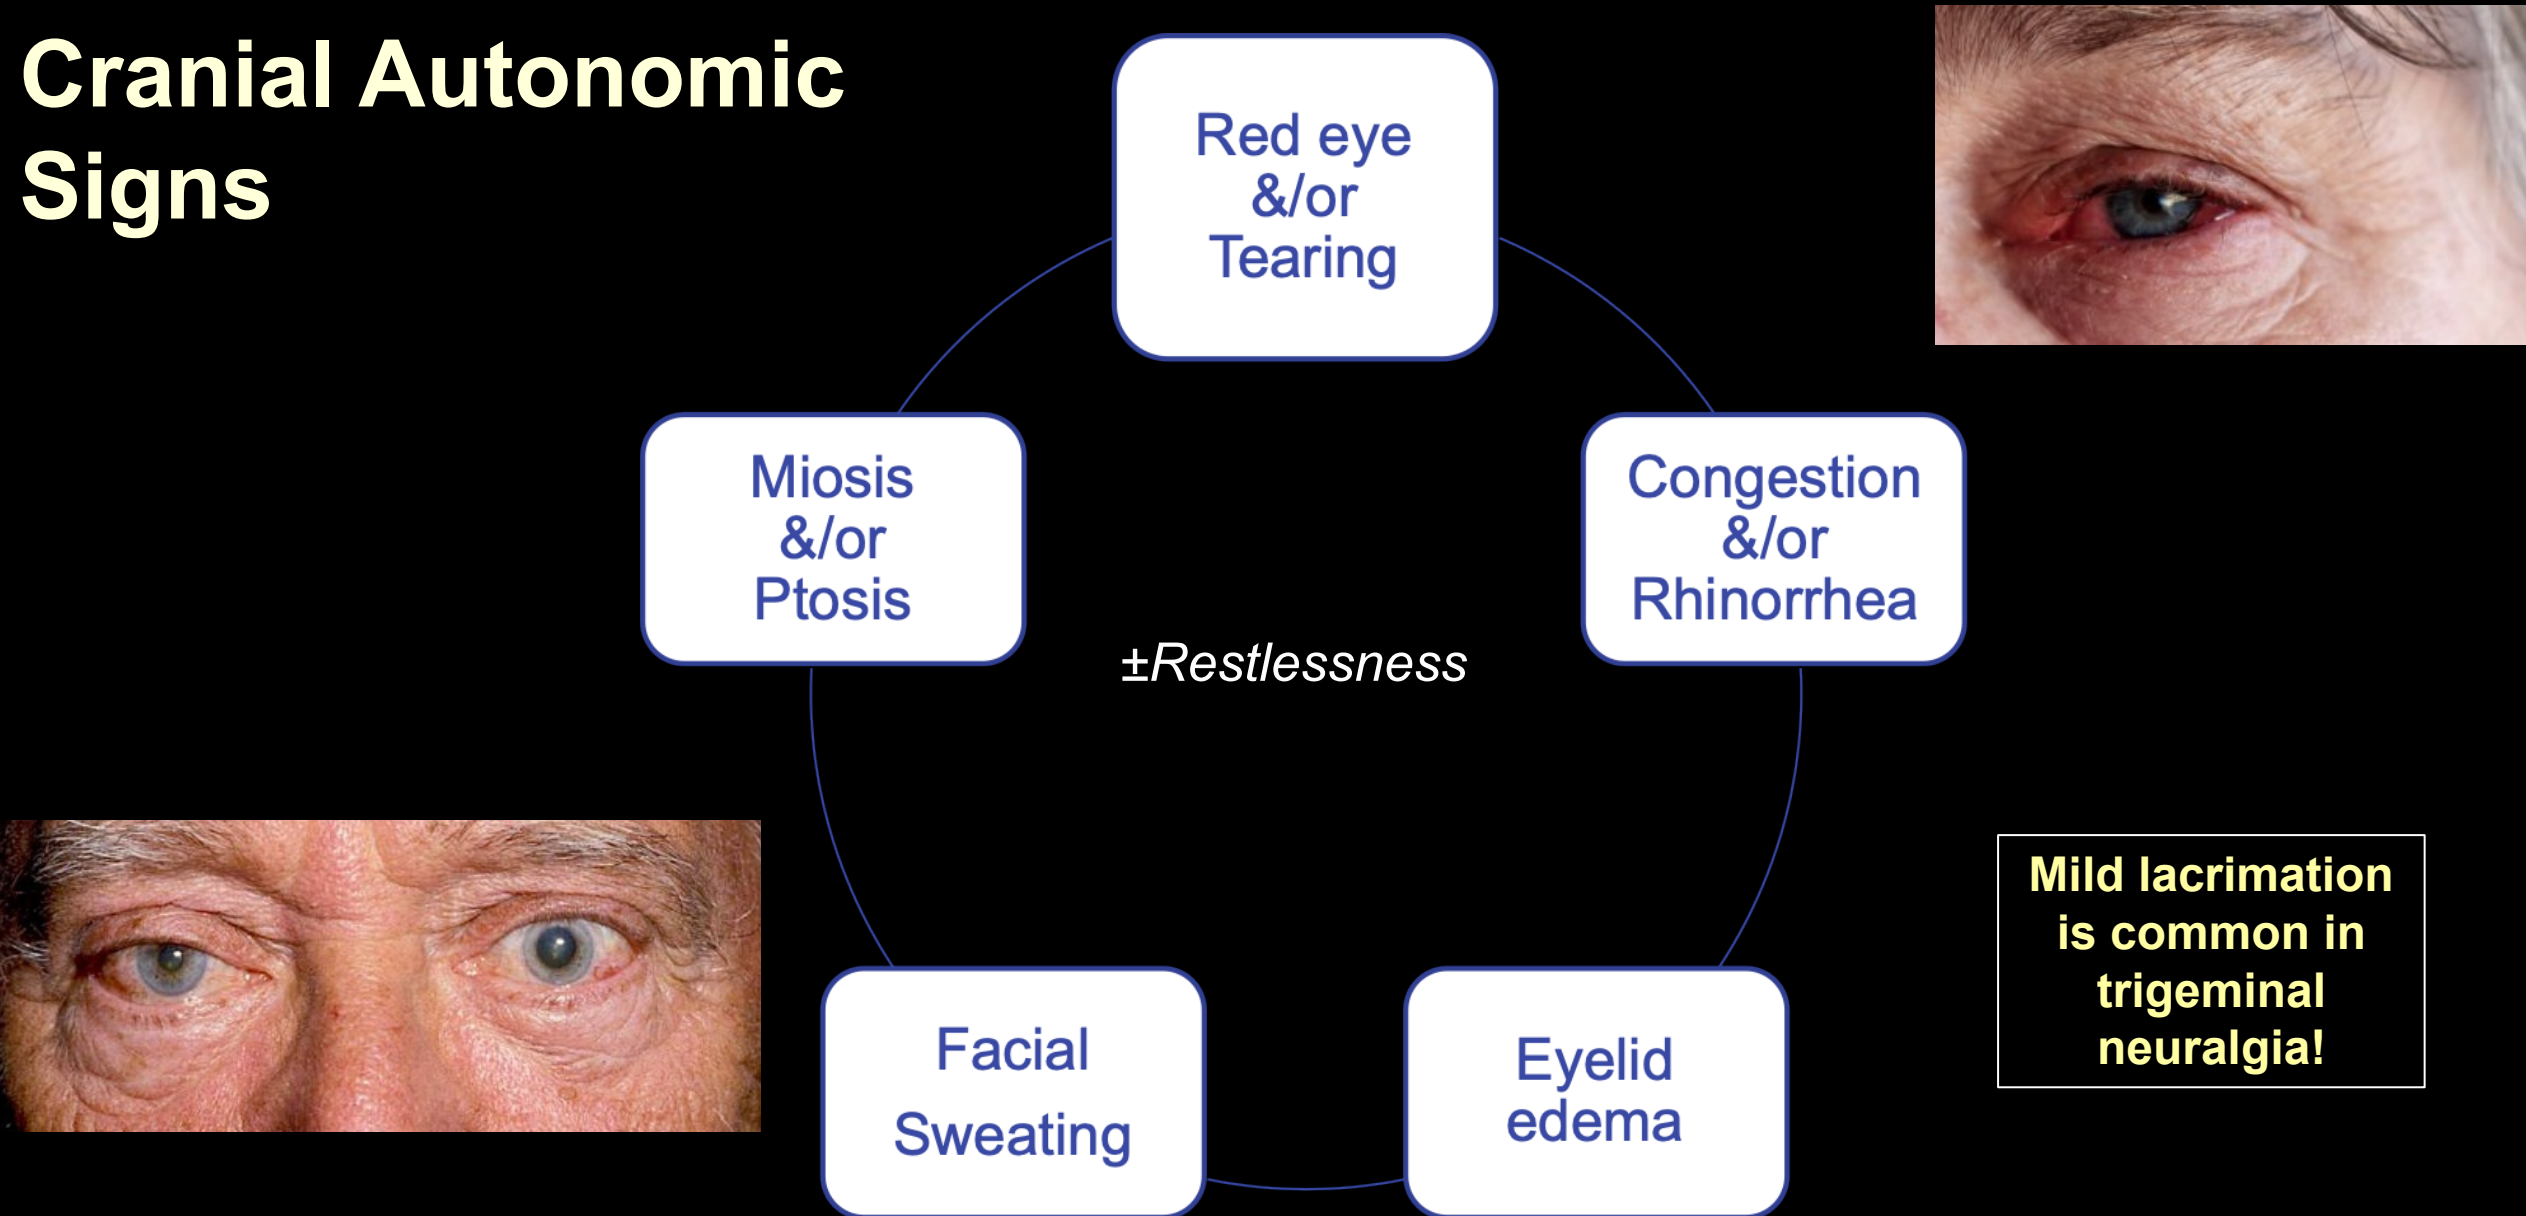 Cranial Autonomic
Signs
Red eye
&/or
Tearing
Miosis
&/or
Ptosis
Congestion
&/or
Rhinorrhea
±Restlessness
Mild lacrimation
is common in
trigeminal
neuralgia!
Facial
Sweating
Eyelid
edema